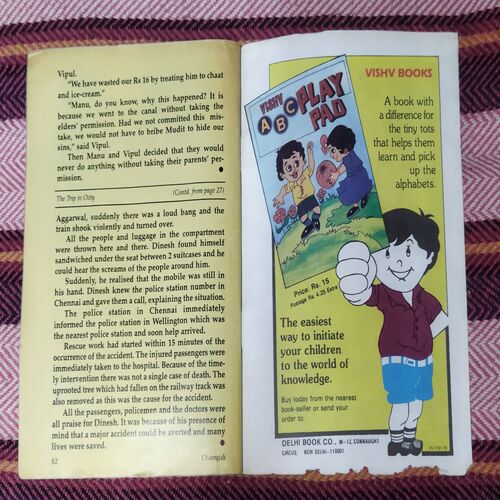 Vipul.
"We have wasted our Rs 16 by treating him to chaat
and ice-cream."
"Manu, do you know, why this happened? It is
because we went to the canal without taking the
elders' permission. Had we not committed this mis-
take, we would not have to bribe Mudit to hide our
sins," said Vipul.
Then Manu and Vipul decided that they would
never do anything without taking their parents' per-
mission.
The Trip to Ooty
(Contd. from page 27)
Aggarwal, suddenly there was a loud bang and the
train shook violently and turned over.
All the people and luggage in the compartment
were thrown here and there. Dinesh found himself
sandwiched under the seat between 2 suitcases and he
could hear the screams of the people around him.
Suddenly, he realised that the mobile was still in
his hand. Dinesh knew the police station number in
Chennai and gave them a call, explaining the situation.
The police station in Chennai immediately
informed the police station in Wellington which was
the nearest police station and soon help arrived.
Rescue work had started within 15 minutes of the
occurrence of the accident. The injured passengers were
immediately taken to the hospital. Because of the time-
ly intervention there was not a single case of death. The
uprooted tree which had fallen on the railway track was
also removed as this was the cause for the accident.
All the passengers, policemen and the doctors were
all praise for Dinesh. It was because of his presence of
mind that a major accident could be averted and many
lives were saved.
82
Champak
VISHV BOOKS
VISHV
ABC PLAY
PAD
A book with
a difference for
the tiny tots
that helps them
learn and pick
up the
alphabets.
Price: Rs. 15
Postage Rs. 4.25 Extra
The easiest
way to initiate
your children
to the world of
knowledge.
Buy today from the nearest
book-seller or send your
order to:
DELHI BOOK CO., M-12, CONNAUGHT
CIRCUS, NEW DELHI-110001